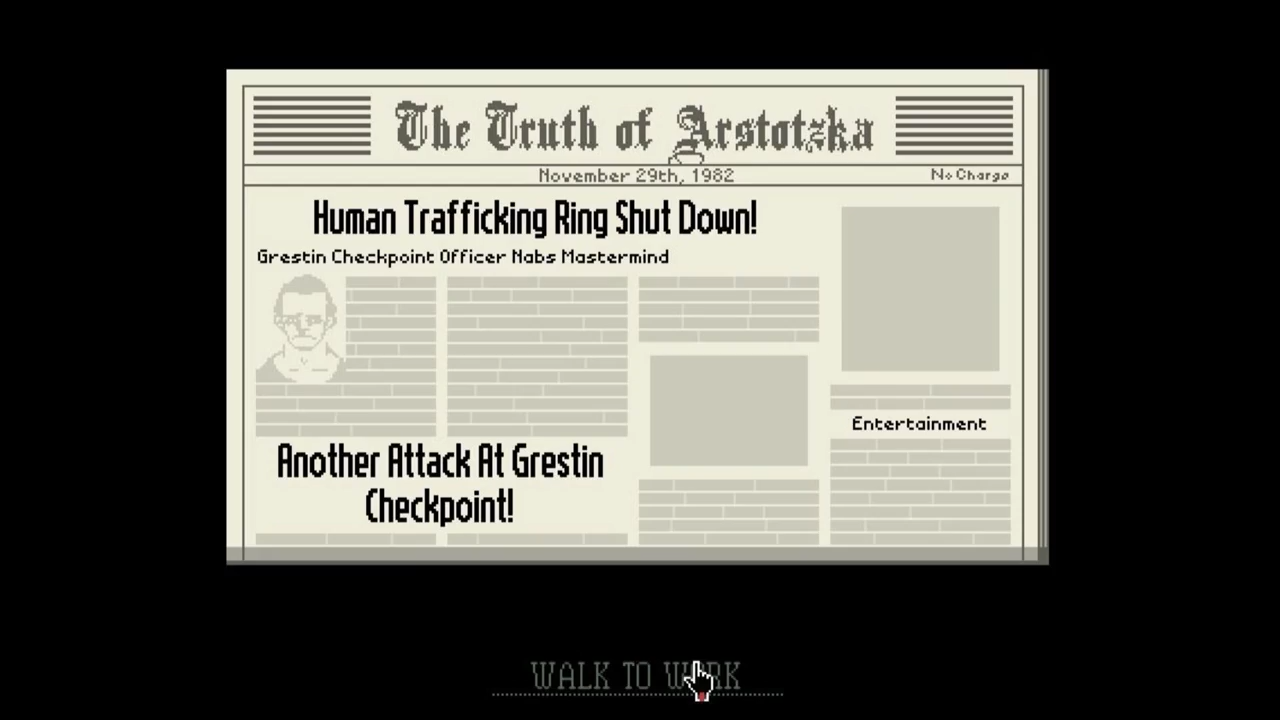 The Truth of Arstotzka
November 29th, 1982
No Charge
Human Trafficking Ring Shut Down!
Grestin Checkpoint Officer Nabs Mastermind
Another Attack At Grestin
Checkpoint!
Entertainment
WALK TO WORK